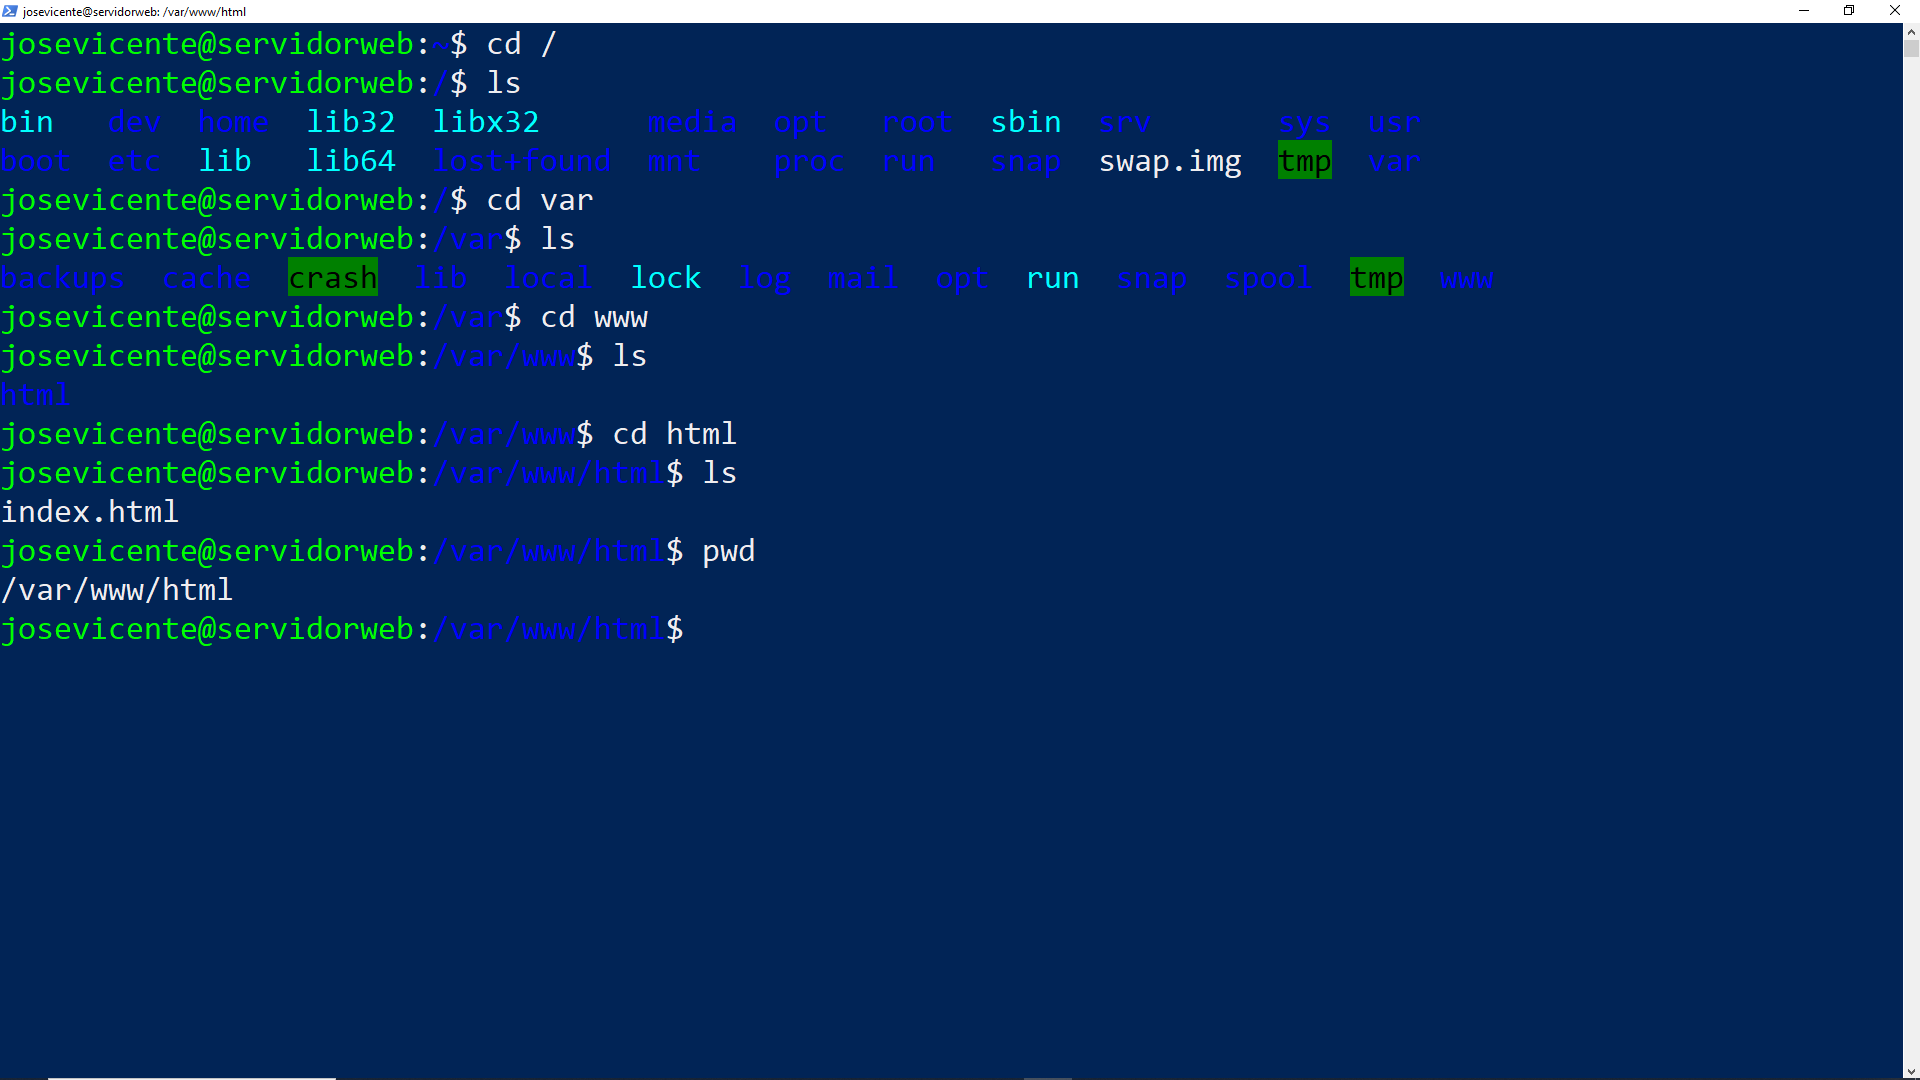 josevicente@servidorweb: /var/www/html
josevicente@servidorweb:~$ cd /
josevicente@servidorweb:/$ ls
bin   dev  home  lib32  libx32      media  opt   root  sbin  srv       sys  usr
boot  etc  lib   lib64  lost+found  mnt    proc  run   snap  swap.img  tmp  var
josevicente@servidorweb:/$ cd var
josevicente@servidorweb:/var$ ls
backups  cache  crash  lib  local  lock  log  mail  opt  run  snap  spool  tmp  www
josevicente@servidorweb:/var$ cd www
josevicente@servidorweb:/var/www$ ls
html
josevicente@servidorweb:/var/www$ cd html
josevicente@servidorweb:/var/www/html$ ls
index.html
josevicente@servidorweb:/var/www/html$ pwd
/var/www/html
josevicente@servidorweb:/var/www/html$